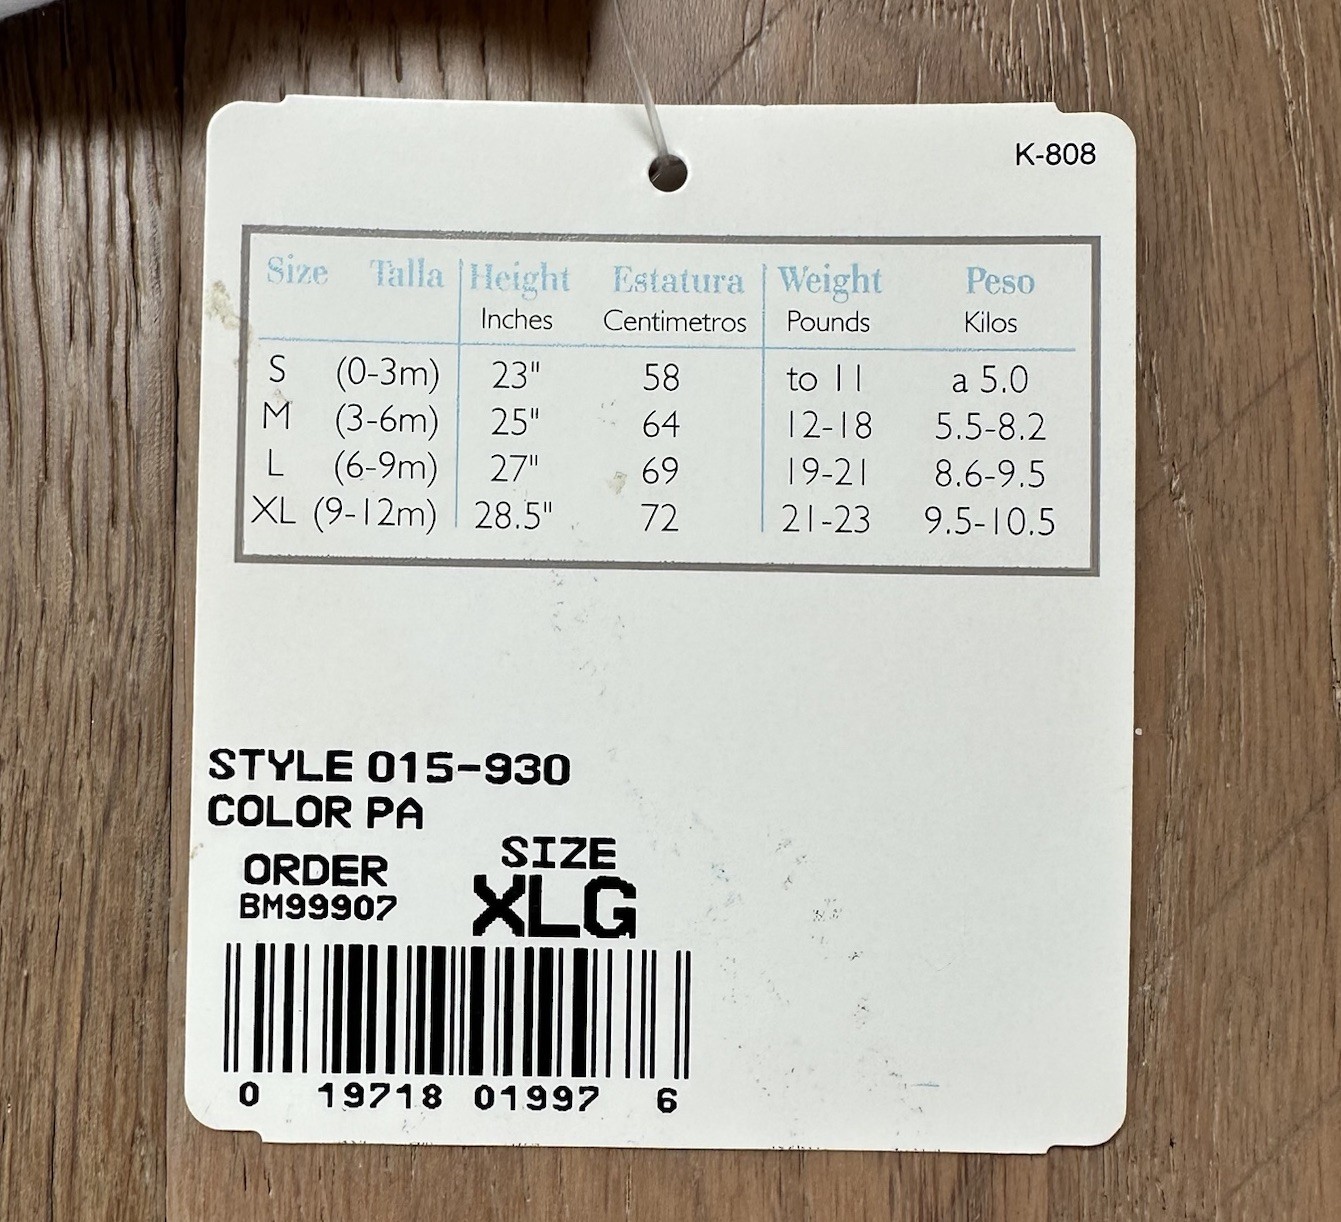 K-808
Size Talla Height Estatura Weight Peso
Inches Centimetros Pounds Kilos
S (0-3m) 23" 58 to 11 a 5.0
M (3-6m) 25" 64 12-18 5.5-8.2
L (6-9m) 27" 69 19-21 8.6-9.5
XL (9-12m) 28.5" 72 21-23 9.5-10.5
STYLE 015-930
COLOR PA
ORDER
BM99907
SIZE
XLG
0 19718 01997 6